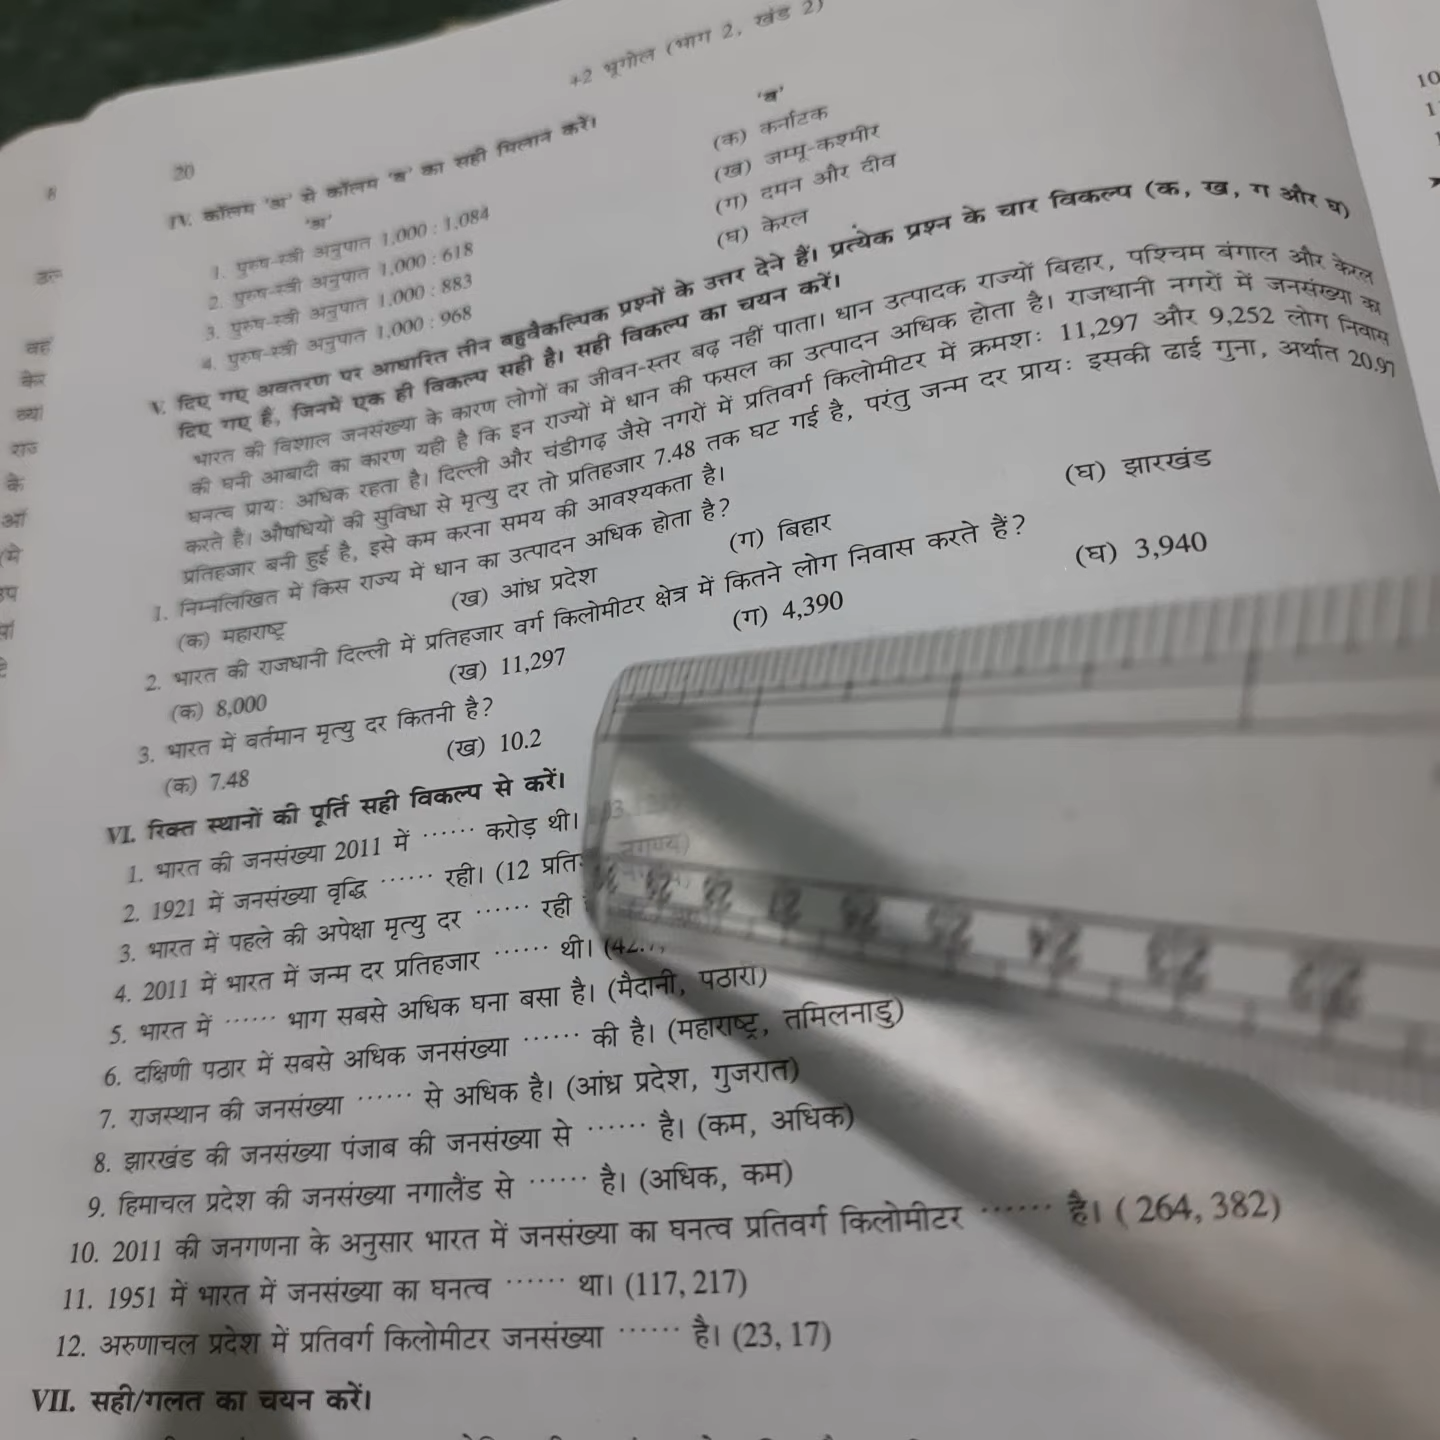 +2 भूगोल (भाग 2, खंड 2)
20
IV. कॉलम 'अ' से कॉलम 'ब' का सही मिलान करें।
'अ'
'ब'
1. पुरुष-स्त्री अनुपात 1,000 : 1,084
(क) कर्नाटक
2. पुरुष-स्त्री अनुपात 1,000 : 618
(ख) जम्मू-कश्मीर
3. पुरुष-स्त्री अनुपात 1,000 : 883
(ग) दमन और दीव
4. पुरुष-स्त्री अनुपात 1,000 : 968
(घ) केरल
V. दिए गए अवतरण पर आधारित तीन बहुवैकल्पिक प्रश्नों के उत्तर देने हैं। प्रत्येक प्रश्न के चार विकल्प (क, ख, ग और घ)
दिए गए हैं, जिनमें एक ही विकल्प सही है। सही विकल्प का चयन करें।
भारत की विशाल जनसंख्या के कारण लोगों का जीवन-स्तर बढ़ नहीं पाता। धान उत्पादक राज्यों बिहार, पश्चिम बंगाल और केरल
की घनी आबादी का कारण यही है कि इन राज्यों में धान की फसल का उत्पादन अधिक होता है। राजधानी नगरों में जनसंख्या का
घनत्व प्रायः अधिक रहता है। दिल्ली और चंडीगढ़ जैसे नगरों में प्रतिवर्ग किलोमीटर में क्रमशः 11,297 और 9,252 लोग निवास
करते हैं। औषधियों की सुविधा से मृत्यु दर तो प्रतिहजार 7.48 तक घट गई है, परंतु जन्म दर प्रायः इसकी ढाई गुना, अर्थात 20.97
प्रतिहजार बनी हुई है, इसे कम करना समय की आवश्यकता है।
1. निम्नलिखित में किस राज्य में धान का उत्पादन अधिक होता है?
(क) महाराष्ट्र (ख) आंध्र प्रदेश (ग) बिहार (घ) झारखंड
2. भारत की राजधानी दिल्ली में प्रतिहजार वर्ग किलोमीटर क्षेत्र में कितने लोग निवास करते हैं?
(क) 8,000 (ख) 11,297 (ग) 4,390 (घ) 3,940
3. भारत में वर्तमान मृत्यु दर कितनी है?
(क) 7.48 (ख) 10.2
VI. रिक्त स्थानों की पूर्ति सही विकल्प से करें।
1. भारत की जनसंख्या 2011 में ...... करोड़ थी।
2. 1921 में जनसंख्या वृद्धि ...... रही। (12
3. भारत में पहले की अपेक्षा मृत्यु दर ...... रही
4. 2011 में भारत में जन्म दर प्रतिहजार ...... थी।
5. भारत में ...... भाग सबसे अधिक घना बसा है। (मैदानी, पठारी)
6. दक्षिणी पठार में सबसे अधिक जनसंख्या ...... की है। (महाराष्ट्र, तमिलनाडु)
7. राजस्थान की जनसंख्या ...... से अधिक है। (आंध्र प्रदेश, गुजरात)
8. झारखंड की जनसंख्या पंजाब की जनसंख्या से ...... है। (कम, अधिक)
9. हिमाचल प्रदेश की जनसंख्या नगालैंड से ...... है। (अधिक, कम)
10. 2011 की जनगणना के अनुसार भारत में जनसंख्या का घनत्व प्रतिवर्ग किलोमीटर ...... है। (264, 382)
11. 1951 में भारत में जनसंख्या का घनत्व ...... था। (117, 217)
12. अरुणाचल प्रदेश में प्रतिवर्ग किलोमीटर जनसंख्या ...... है। (23, 17)
VII. सही/गलत का चयन करें।